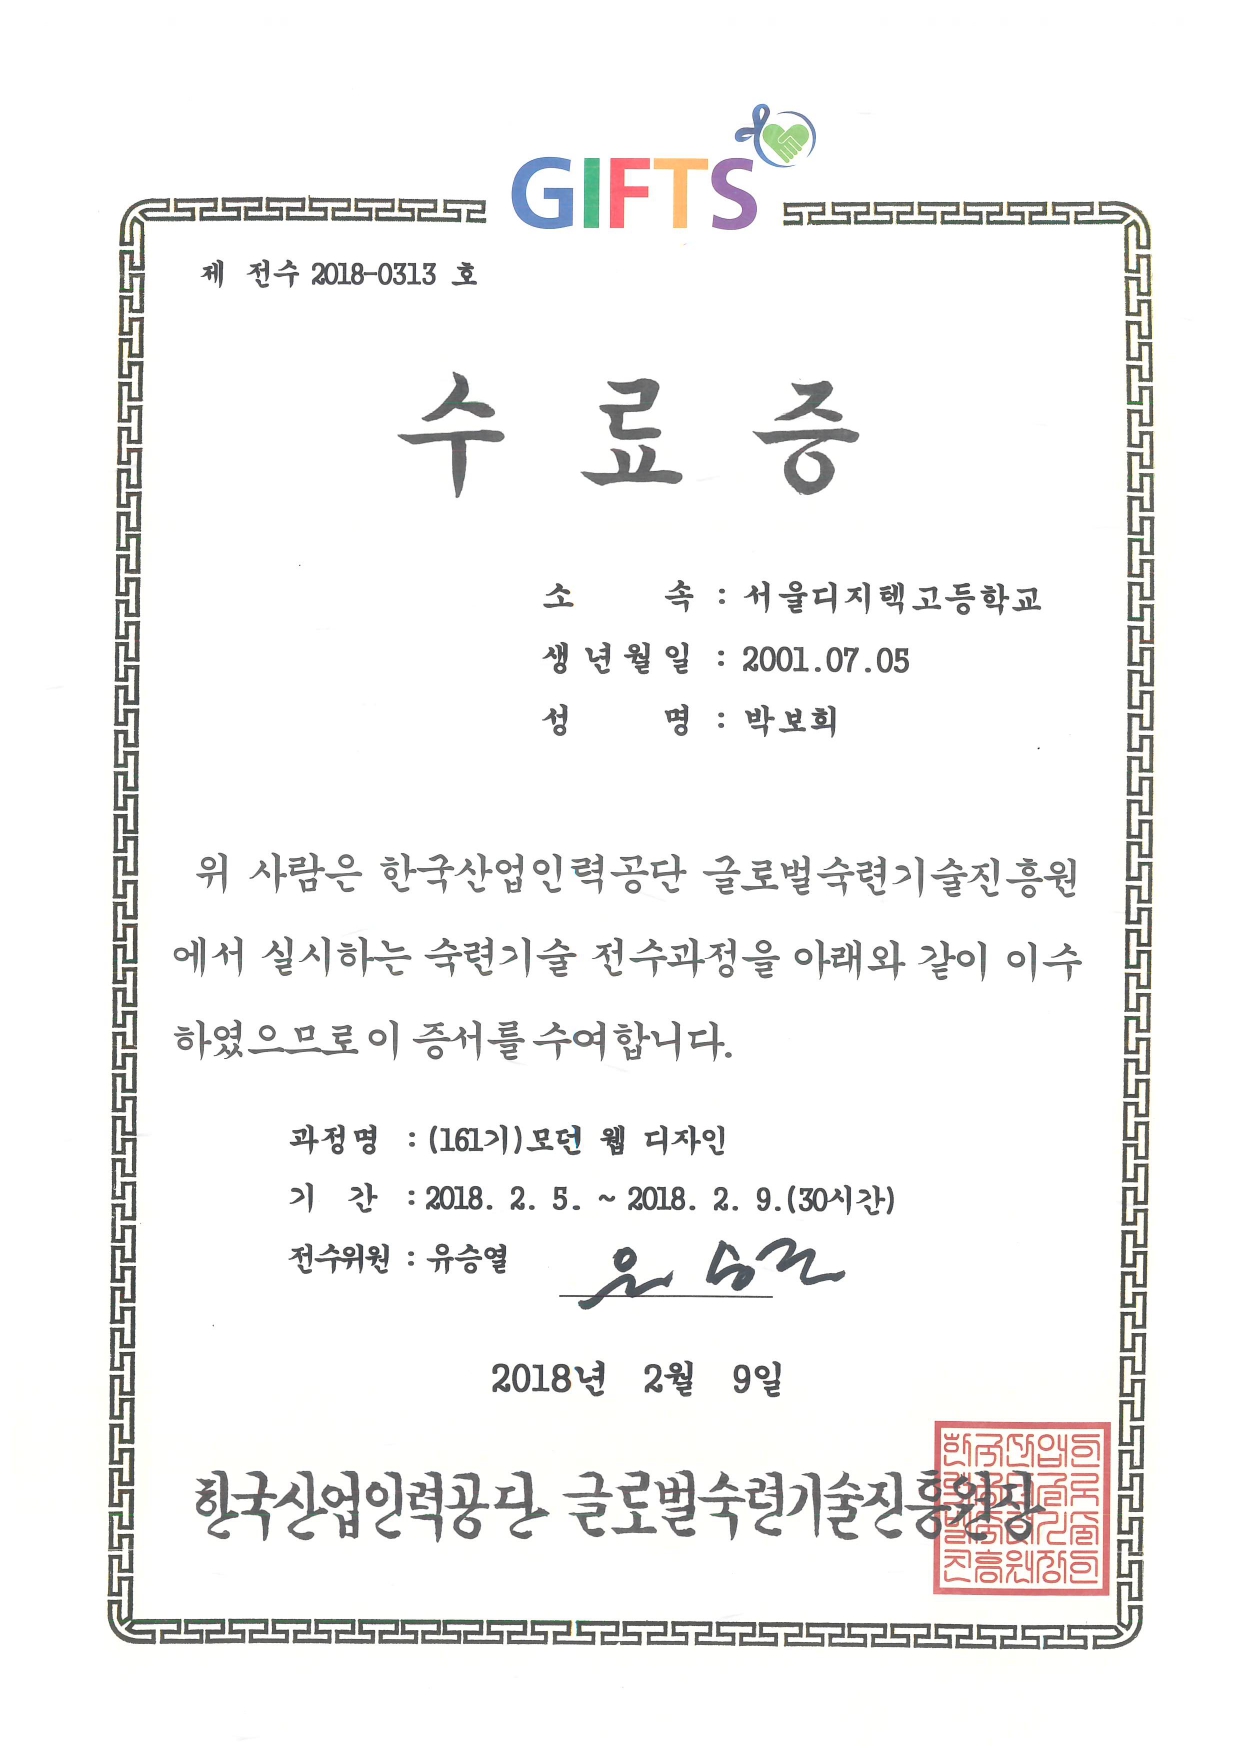 GIFTS
제 전수 2018-0313 호
수 료 증
소 속 : 서울디지텍고등학교
생년월일 : 2001.07.05
성 명 : 박보희
위 사람은 한국산업인력공단 글로벌숙련기술진흥원
에서 실시하는 숙련기술 전수과정을 아래와 같이 이수
하였으므로 이 증서를 수여합니다.
과정명 : (161기)모던 웹 디자인
기 간 : 2018. 2. 5. ~ 2018. 2. 9.(30시간)
전수위원 : 유승열
2018년 2월 9일
한국산업인력공단 글로벌숙련기술진흥원장